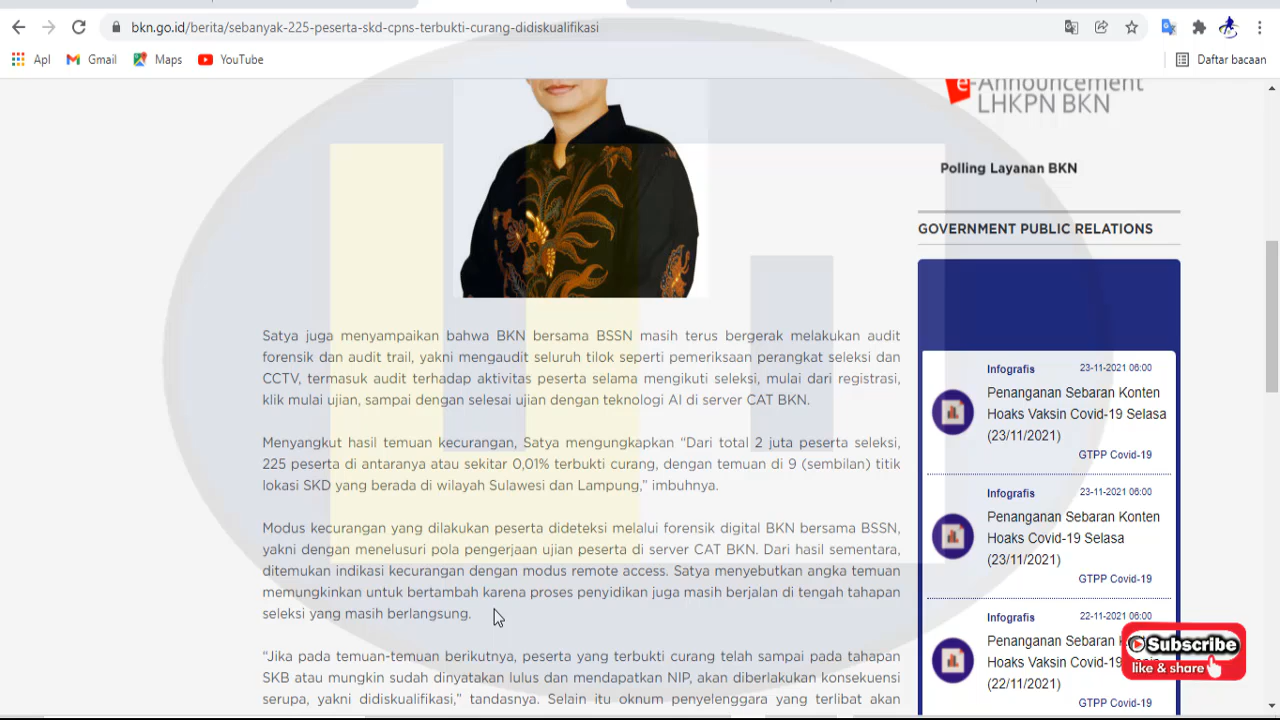 bkn.go.id/berita/sebanyak-225-peserta-skd-cpns-terbukti-curang-didiskualifikasi
Apl
Gmail
Maps
YouTube
Daftar bacaan
e-Announcement
LHKPN BKN
Polling Layanan BKN
GOVERNMENT PUBLIC RELATIONS
Satya juga menyampaikan bahwa BKN bersama BSSN masih terus bergerak melakukan audit
forensik dan audit trail, yakni mengaudit seluruh tilok seperti pemeriksaan perangkat seleksi dan
CCTV, termasuk audit terhadap aktivitas peserta selama mengikuti seleksi, mulai dari registrasi,
klik mulai ujian, sampai dengan selesai ujian dengan teknologi AI di server CAT BKN.
Menyangkut hasil temuan kecurangan, Satya mengungkapkan “Dari total 2 juta peserta seleksi,
225 peserta di antaranya atau sekitar 0,01% terbukti curang, dengan temuan di 9 (sembilan) titik
lokasi SKD yang berada di wilayah Sulawesi dan Lampung,” imbuhnya.
Modus kecurangan yang dilakukan peserta dideteksi melalui forensik digital BKN bersama BSSN,
yakni dengan menelusuri pola pengerjaan ujian peserta di server CAT BKN. Dari hasil sementara,
ditemukan indikasi kecurangan dengan modus remote access. Satya menyebutkan angka temuan
memungkinkan untuk bertambah karena proses penyidikan juga masih berjalan di tengah tahapan
seleksi yang masih berlangsung.
“Jika pada temuan-temuan berikutnya peserta yang terbukti curang telah sampai pada tahapan
SKB atau mungkin sudah dinyatakan lulus dan mendapatkan NIP, akan diberlakukan konsekuensi
serupa, yakni didiskualifikasi,” tandasnya. Selain itu oknum penyelenggara yang terlibat akan
Infografis 23-11-2021 06:00
Penanganan Sebaran Konten
Hoaks Vaksin Covid-19 Selasa
(23/11/2021)
GTPP Covid-19
Infografis 23-11-2021 06:00
Penanganan Sebaran Konten
Hoaks Covid-19 Selasa
(23/11/2021)
GTPP Covid-19
Infografis 22-11-2021 06:00
Penanganan Sebaran
Hoaks Vaksin Covid-19
(22/11/2021)
GTPP Covid-19
Subscribe
like & share